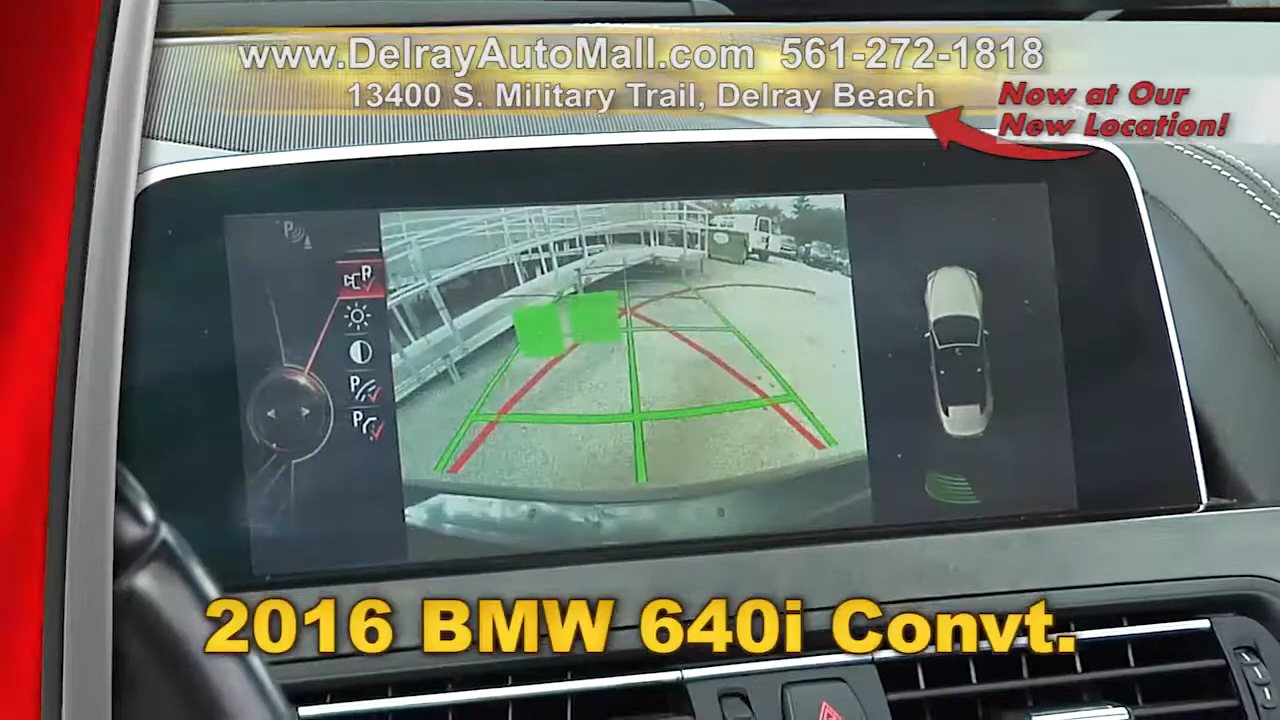 www.DelrayAutoMall.com 561-272-1818
13400 S. Military Trail, Delray Beach
Now at Our
New Location!
P
P
P
P
2016 BMW 640i Convt.